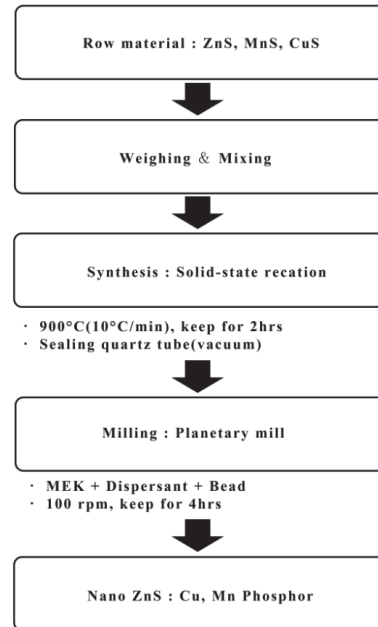 Row material : ZnS, MnS, CuS
Weighing & Mixing
Synthesis : Solid-state recation
· 900°C(10°C/min), keep for 2hrs
· Sealing quartz tube(vacuum)
Milling : Planetary mill
· MEK + Dispersant + Bead
· 100 rpm, keep for 4hrs
Nano ZnS : Cu, Mn Phosphor